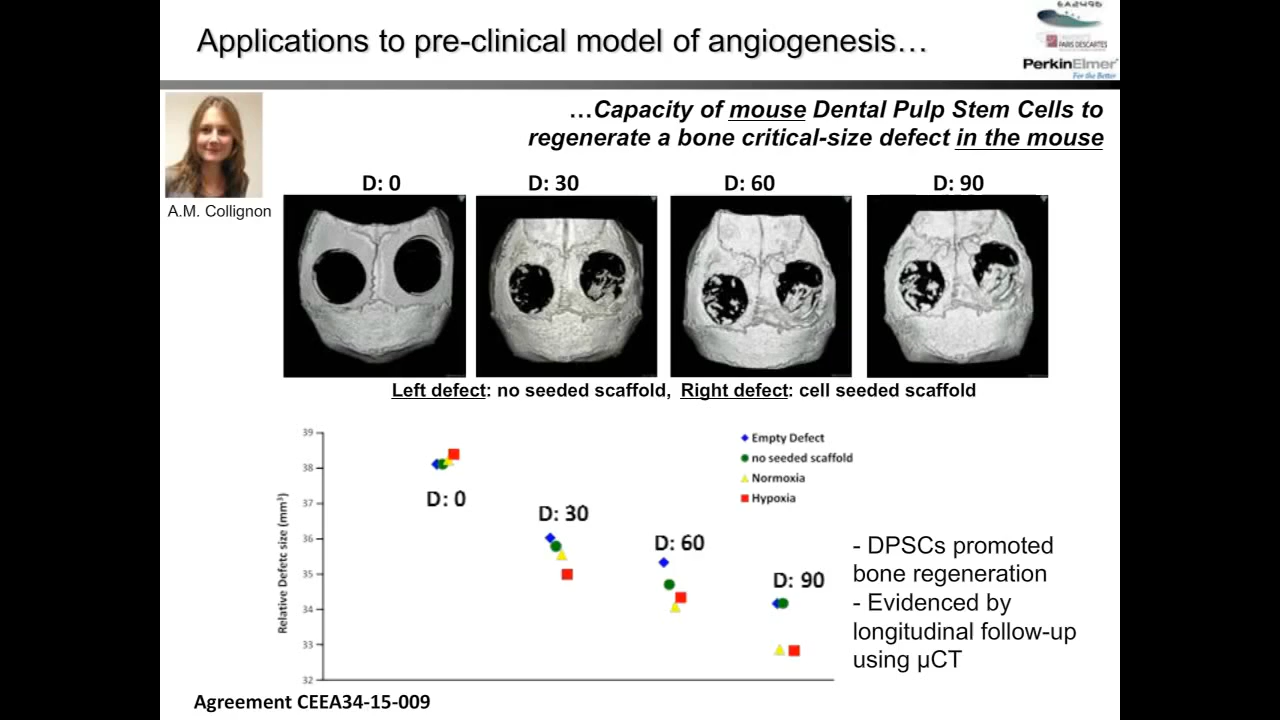 Applications to pre-clinical model of angiogenesis…
EA2496
PARIS DESCARTES
PerkinElmer
For the Better
…Capacity of mouse Dental Pulp Stem Cells to
regenerate a bone critical-size defect in the mouse
A.M. Collignon
D: 0
D: 30
D: 60
D: 90
Left defect: no seeded scaffold, Right defect: cell seeded scaffold
Relative Defetc size (mm³)
39
38
37
36
35
34
33
32
D: 0
D: 30
D: 60
D: 90
Empty Defect
no seeded scaffold
Normoxia
Hypoxia
- DPSCs promoted
bone regeneration
- Evidenced by
longitudinal follow-up
using µCT
Agreement CEEA34-15-009